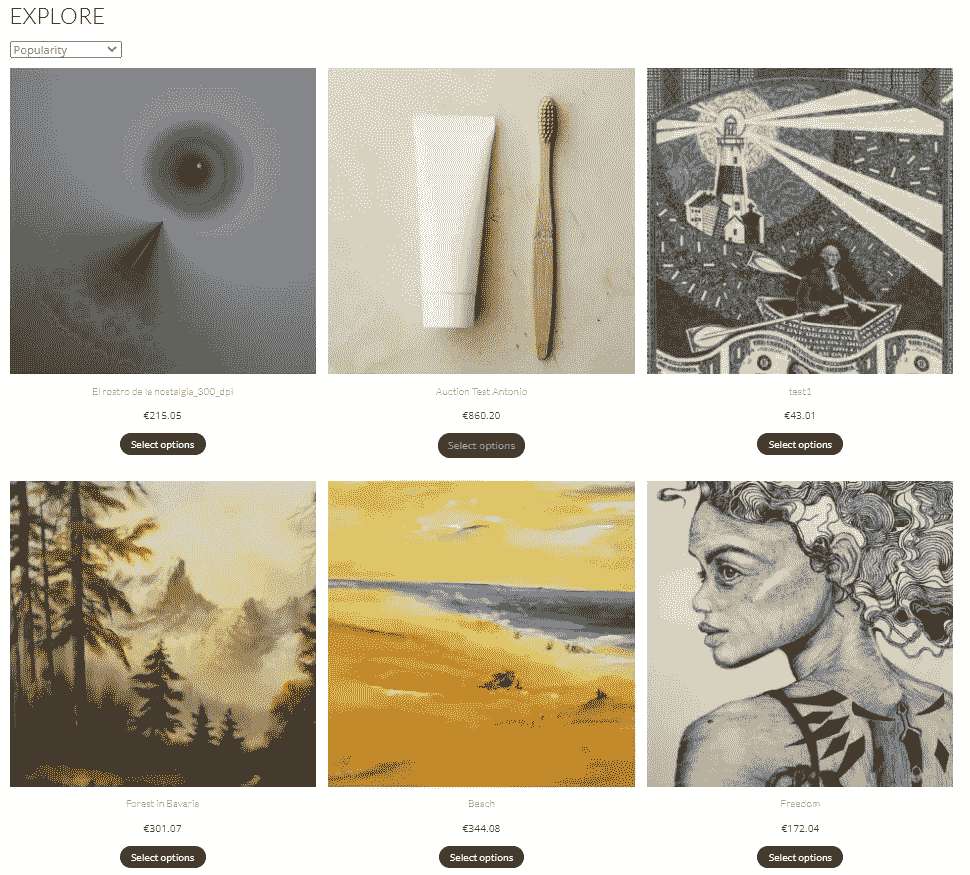 EXPLORE
Popularity
El rostro de la nostalgia_300_dpi
Auction Test Antonio
test1
€215.05
€860.20
€43.01
Select options
Select options
Select options
Forest in Bavaria
Beach
Freedom
€301.07
€344.08
€172.04
Select options
Select options
Select options